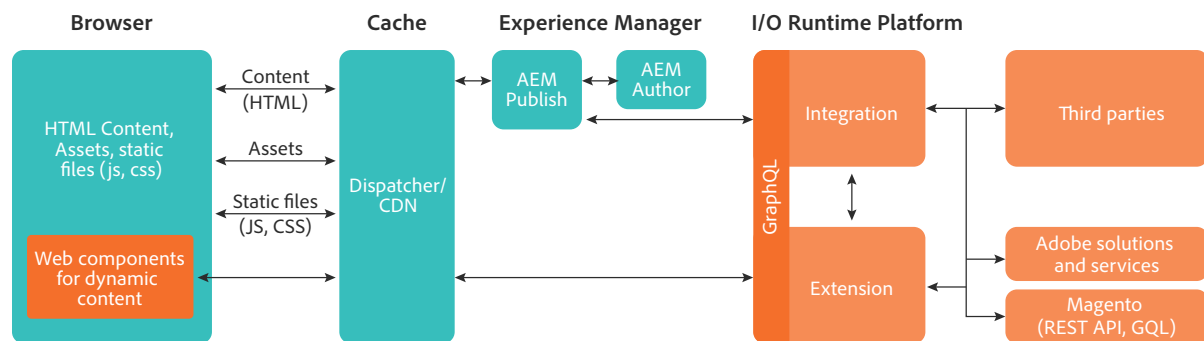 Browser
Cache
Experience Manager
I/O Runtime Platform
HTML Content,
Assets, static
files (js, css)
Web components
for dynamic
content
Content
(HTML)
Assets
Static files
(JS, CSS)
Dispatcher/
CDN
AEM
Publish
AEM
Author
GraphQL
Integration
Extension
Third parties
Adobe solutions
and services
Magento
(REST API, GQL)